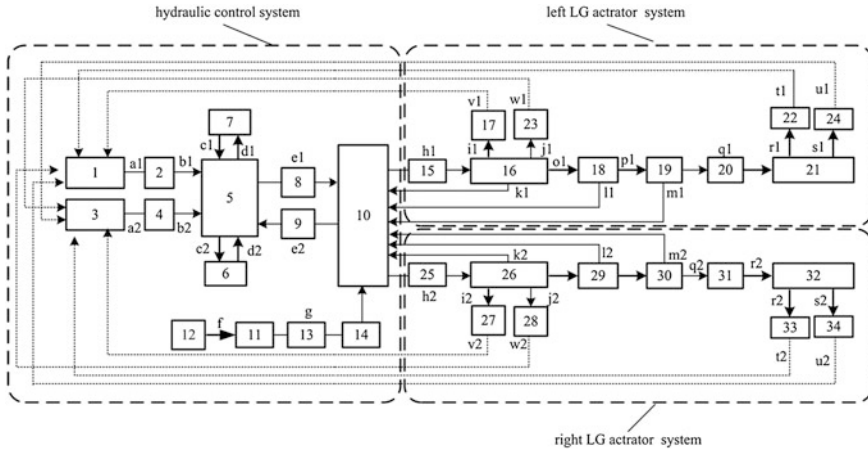 hydraulic control system
left LG actrator system
t1
u1
v1
w1
7
17
23
22
24
c1
d1
h1
i1
j1
r1
s1
a1
b1
e1
o1
p1
q1
1
2
8
15
16
18
19
20
21
5
k1
l1
m1
3
4
10
9
a2
b2
e2
k2
l2
m2
c2
d2
q2
r2
6
25
26
29
30
31
32
h2
i2
j2
r2
s2
f
g
27
28
33
34
12
11
13
14
v2
w2
t2
u2
right LG actrator system